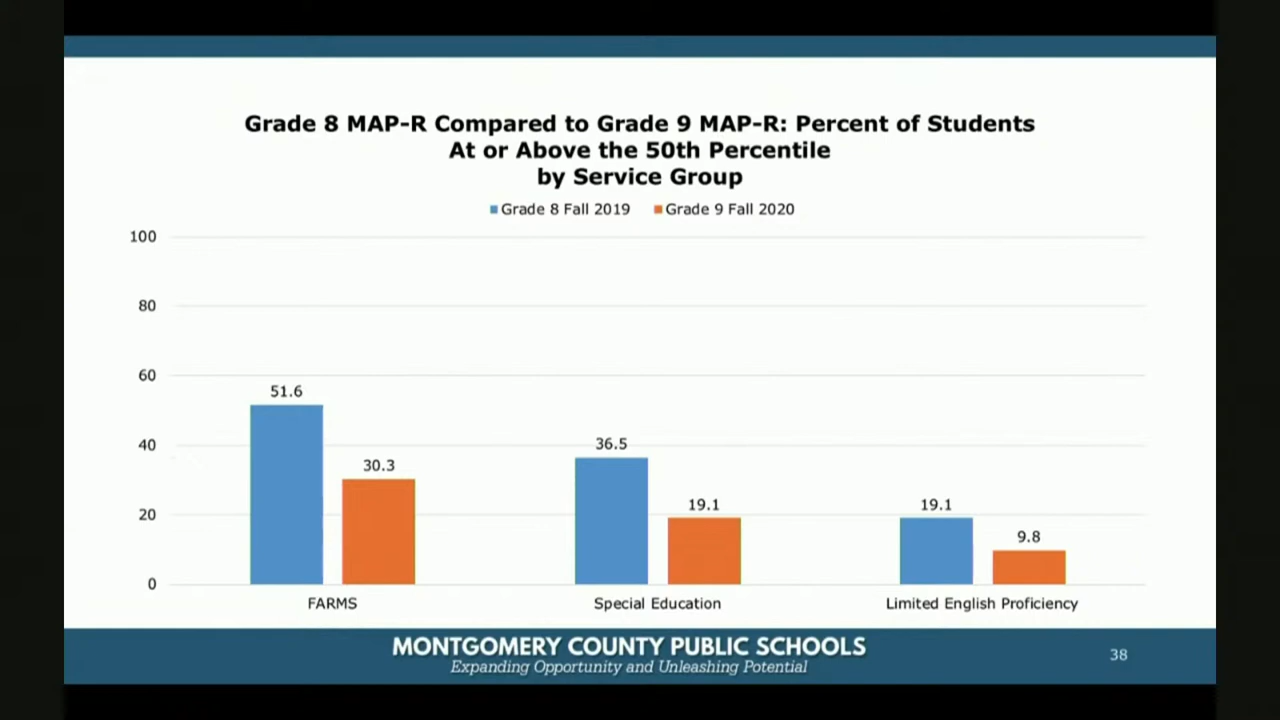 Grade 8 MAP-R Compared to Grade 9 MAP-R: Percent of Students
At or Above the 50th Percentile
by Service Group
Grade 8 Fall 2019 Grade 9 Fall 2020
100
80
60
40
20
0
51.6
30.3
36.5
19.1
19.1
9.8
FARMS Special Education Limited English Proficiency
MONTGOMERY COUNTY PUBLIC SCHOOLS
Expanding Opportunity and Unleashing Potential
38